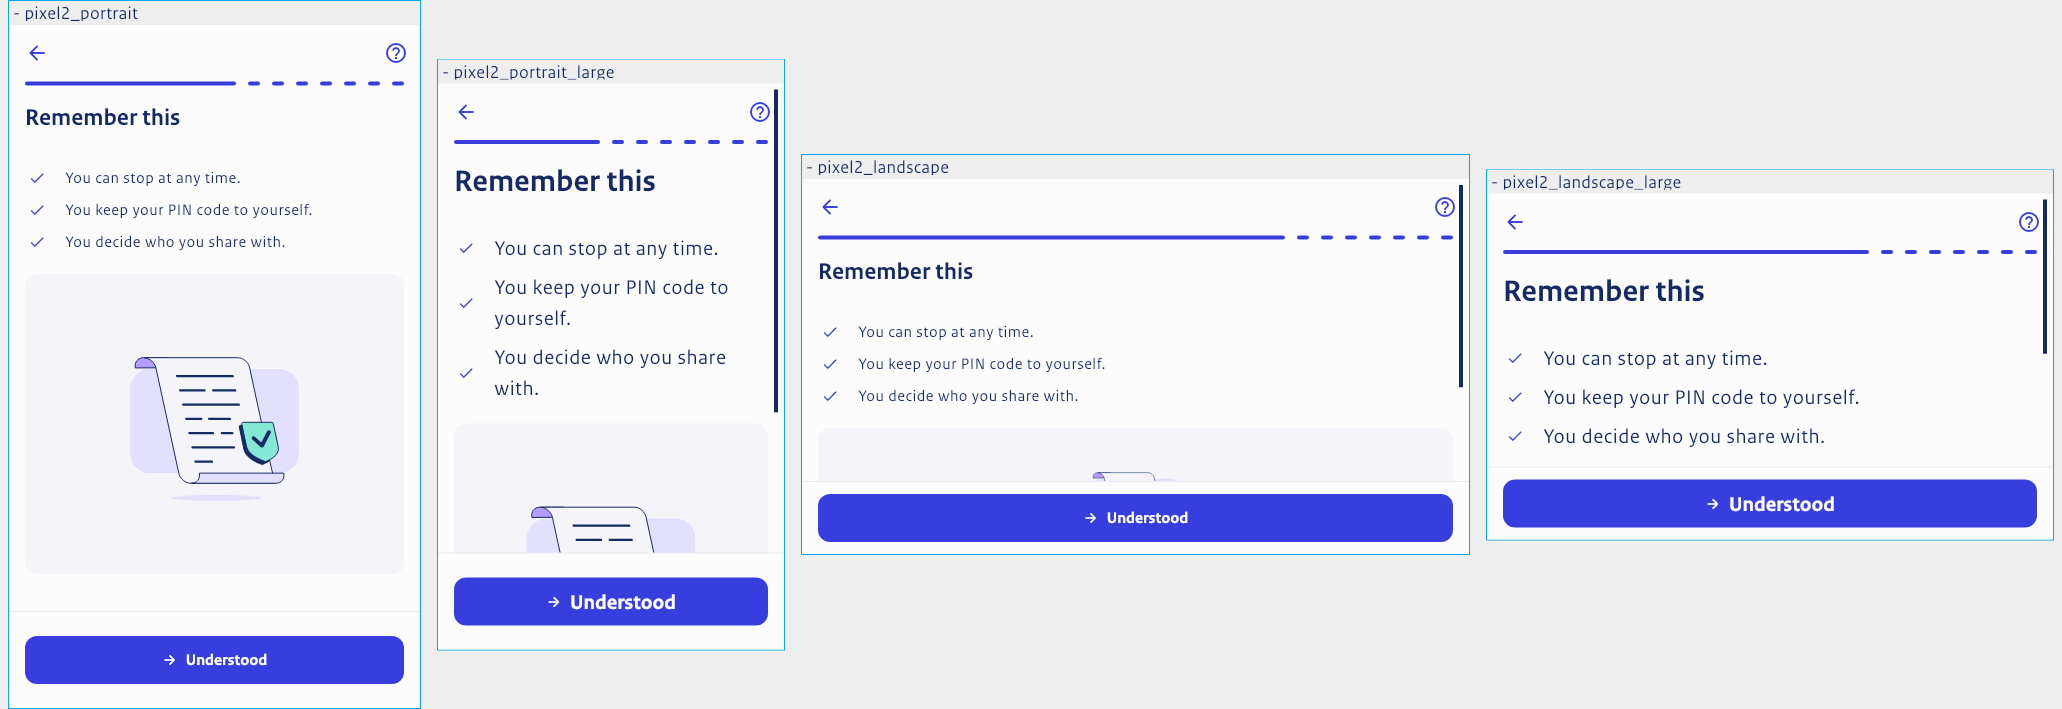 - pixel2_portrait
Remember this
You can stop at any time.
You keep your PIN code to yourself.
You decide who you share with.
Understood
- pixel2_portrait_large
Remember this
You can stop at any time.
You keep your PIN code to
yourself.
You decide who you share
with.
Understood
- pixel2_landscape
Remember this
You can stop at any time.
You keep your PIN code to yourself.
You decide who you share with.
Understood
- pixel2_landscape_large
Remember this
You can stop at any time.
You keep your PIN code to yourself.
You decide who you share with.
Understood